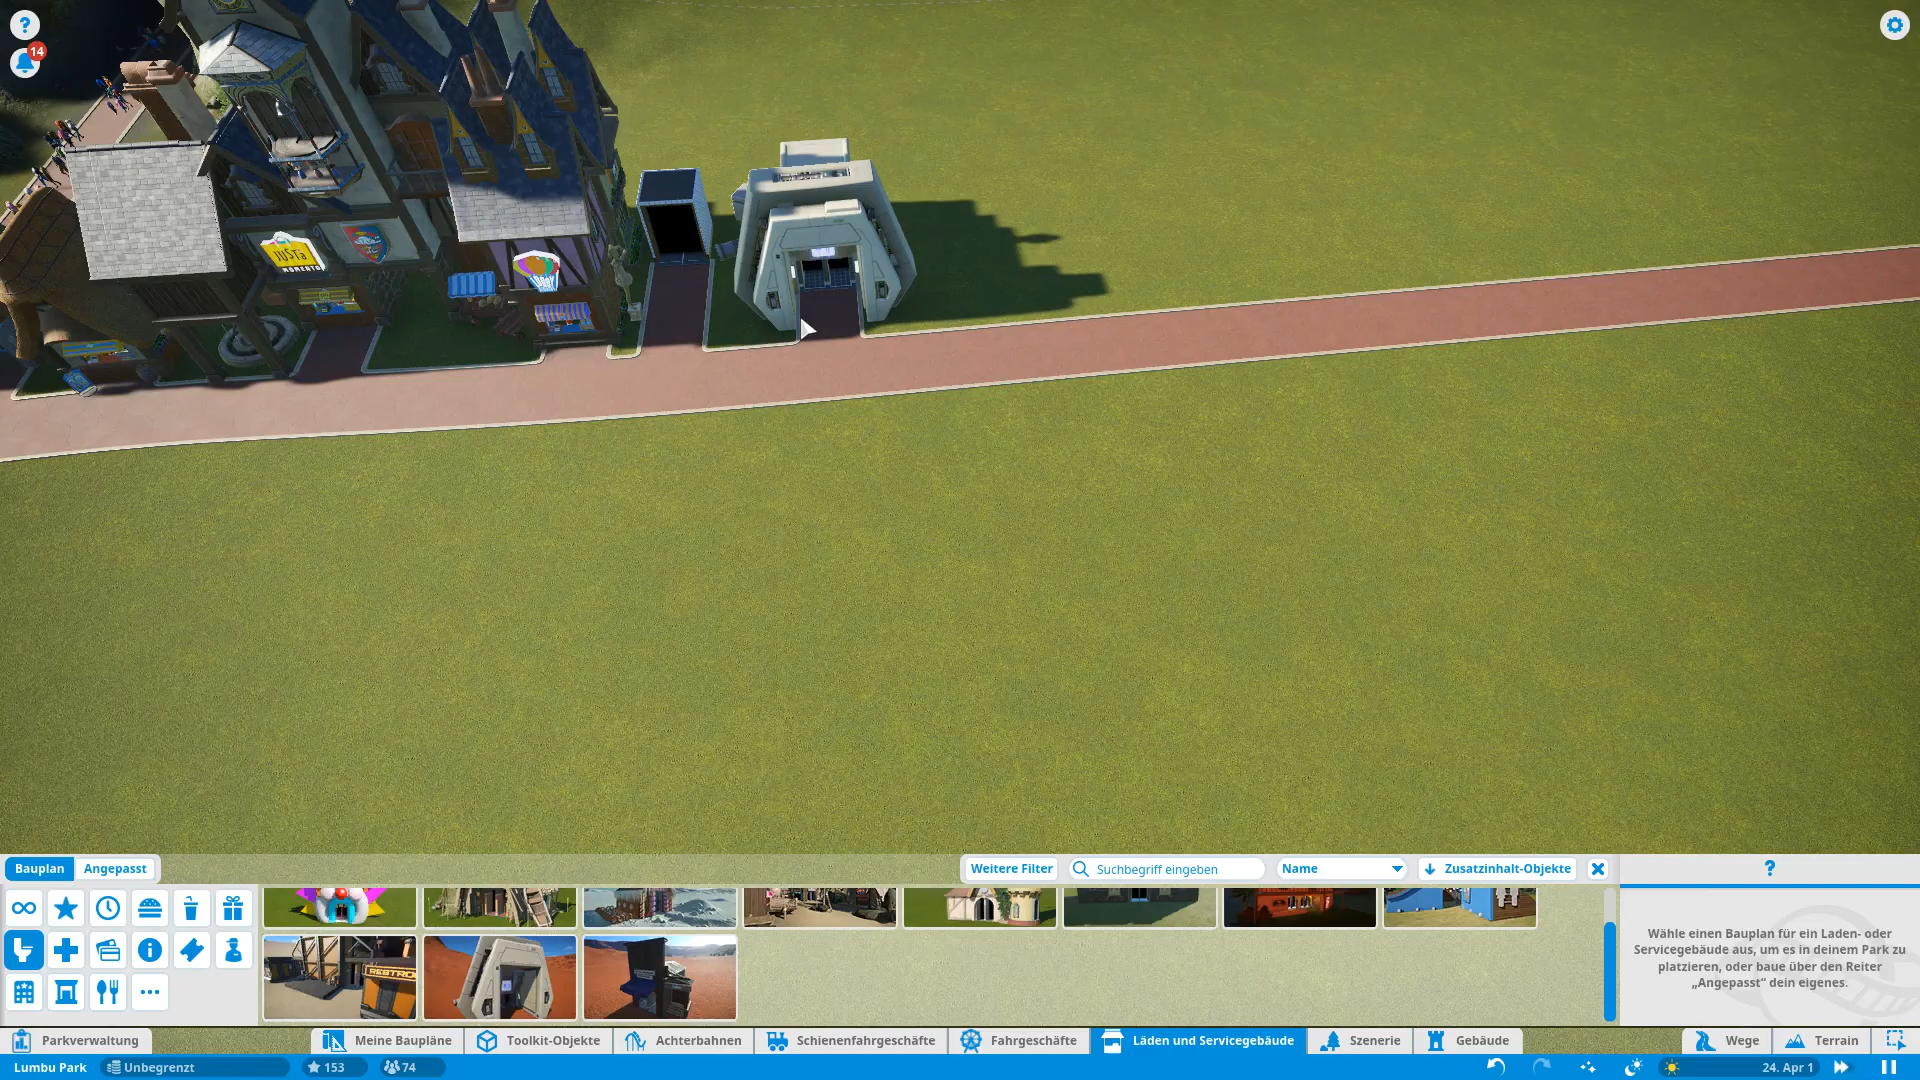 ?
14
JUSTa
MOMENTO
Bauplan
Angepasst
Weitere Filter
Suchbegriff eingeben
Name
Zusatzinhalt-Objekte
?
RESTRO
Wähle einen Bauplan für ein Laden- oder
Servicegebäude aus, um es in deinem Park zu
platzieren, oder baue über den Reiter
„Angepasst“ dein eigenes.
Parkverwaltung
Meine Baupläne
Toolkit-Objekte
Achterbahnen
Schienenfahrgeschäfte
Fahrgeschäfte
Läden und Servicegebäude
Szenerie
Gebäude
Wege
Terrain
Lumbu Park
Unbegrenzt
153
74
24. Apr 1